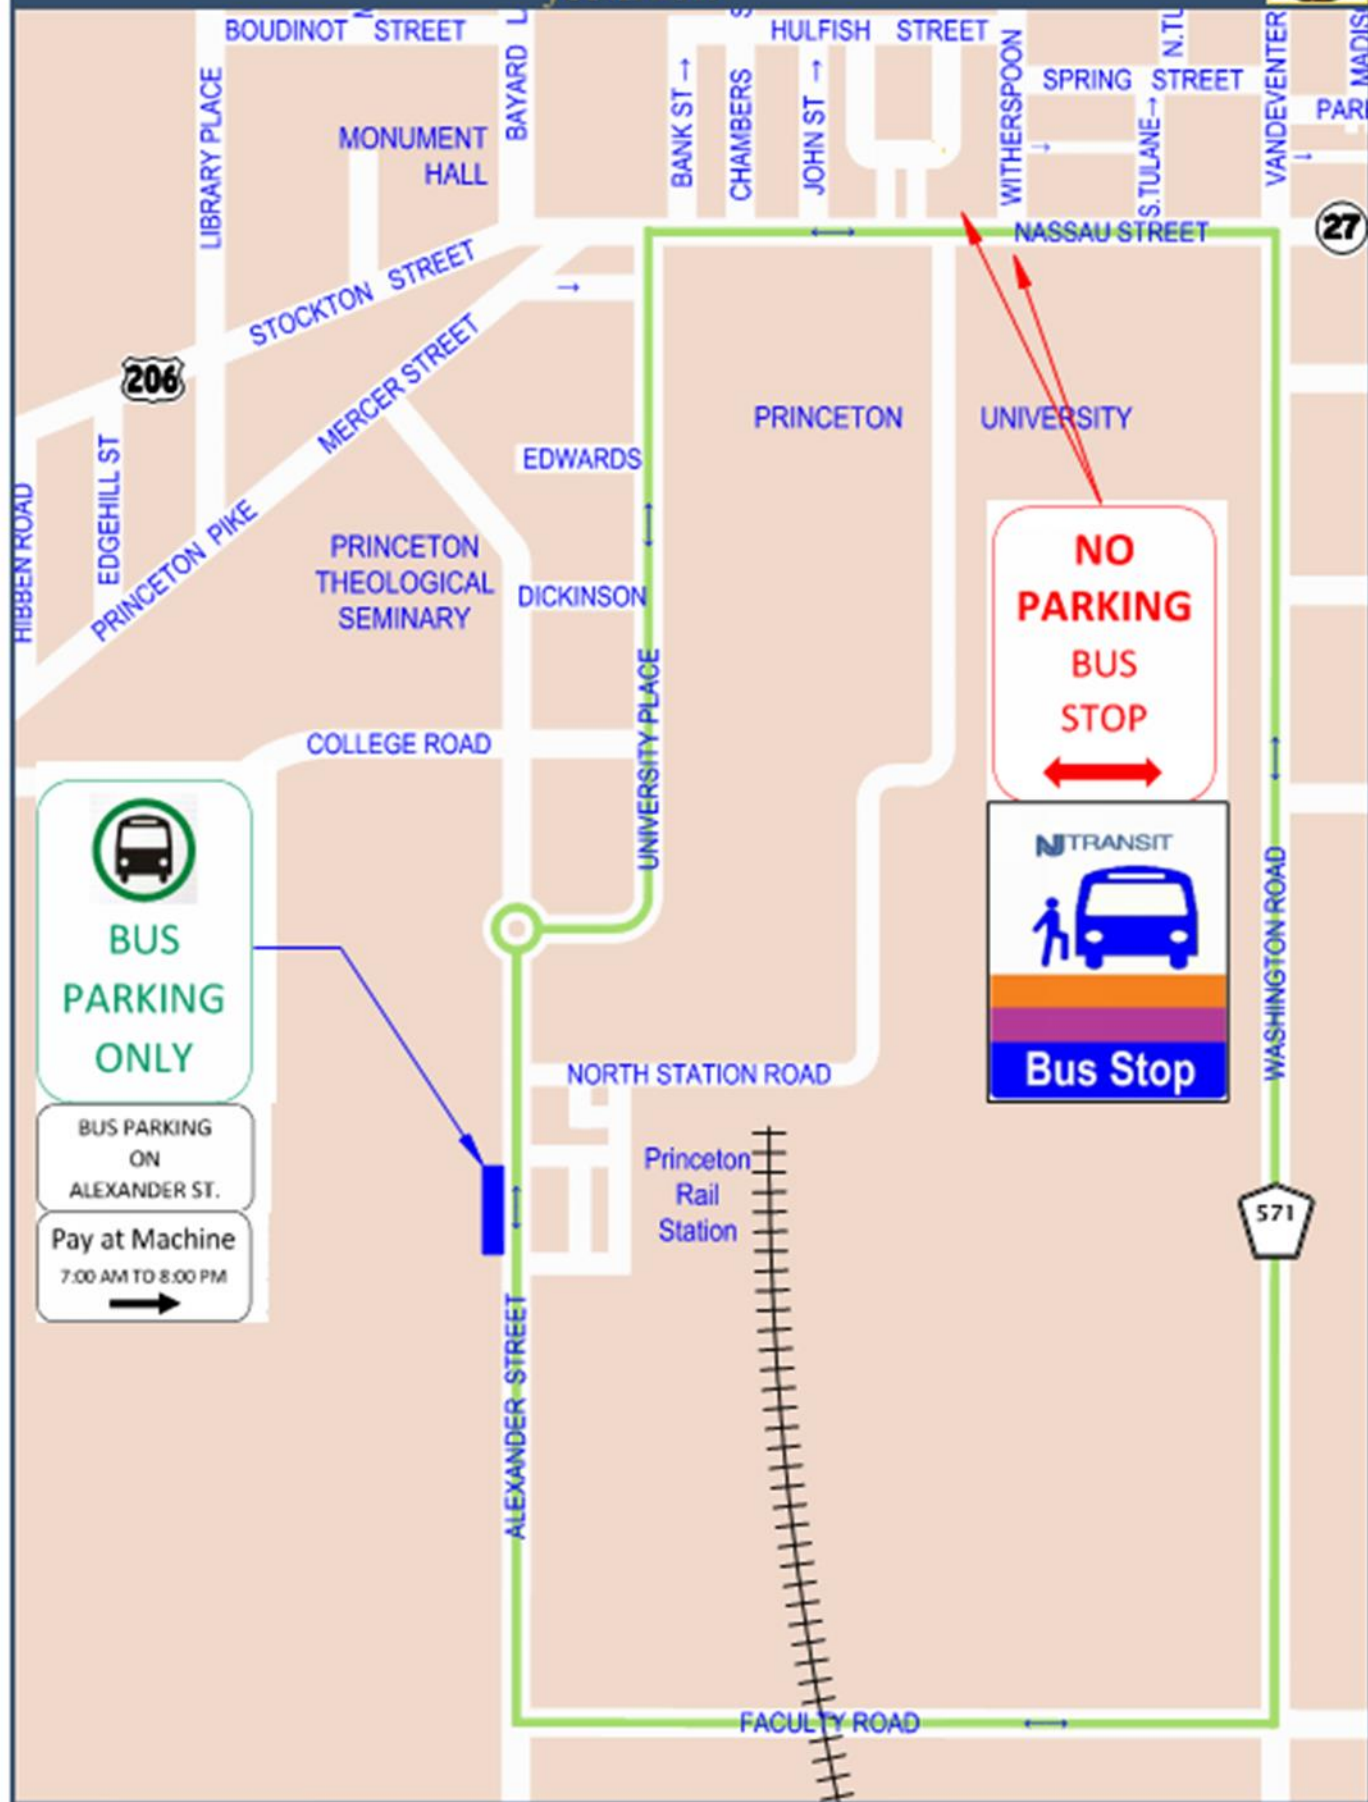 BOUDINOT STREET
BAYARD
HULFISH STREET
WITHERSPOON
SPRING STREET
VANDEVENTER
LIBRARY PLACE
MONUMENT
HALL
BANK ST →
CHAMBERS
JOHN ST →
S.TULANE→
NASSAU STREET
27
STOCKTON STREET
206
MERCER STREET
PRINCETON UNIVERSITY
EDWARDS
EDGEHILL ST
HIBBEN ROAD
PRINCETON PIKE
PRINCETON
THEOLOGICAL
SEMINARY
DICKINSON
NO
PARKING
BUS
STOP
UNIVERSITY PLACE
COLLEGE ROAD
NJ TRANSIT
Bus Stop
WASHINGTON ROAD
BUS
PARKING
ONLY
BUS PARKING
ON
ALEXANDER ST.
Pay at Machine
7:00 AM TO 8:00 PM
NORTH STATION ROAD
Princeton
Rail
Station
571
ALEXANDER STREET
FACULTY ROAD